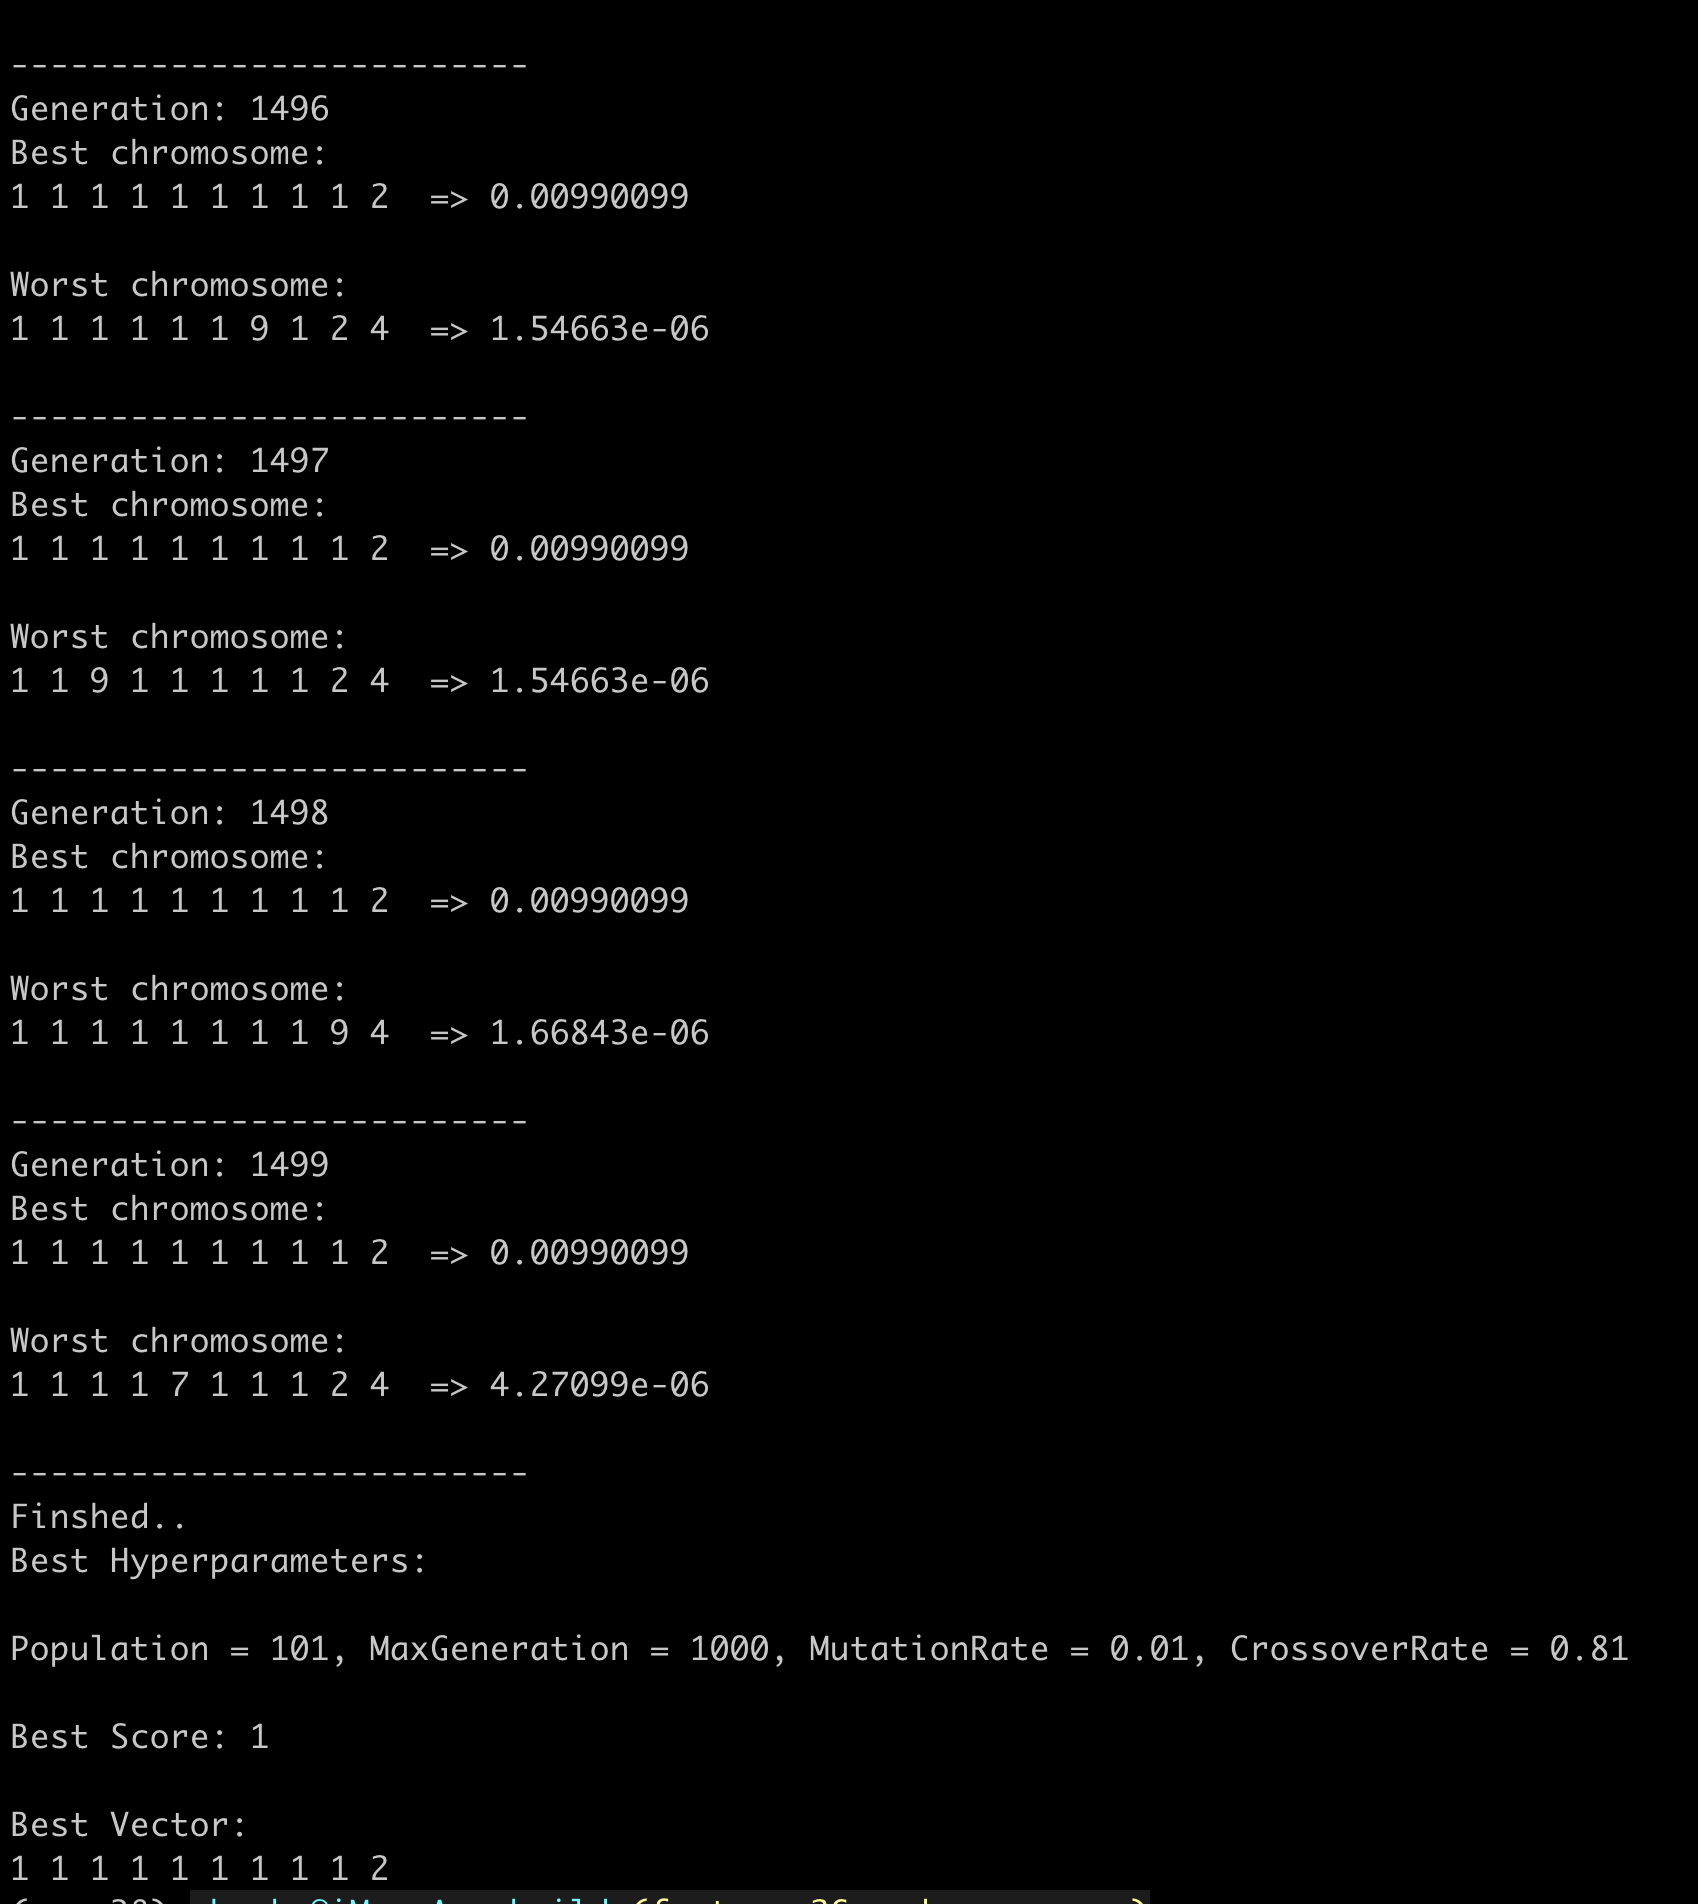 --------------------------
Generation: 1496
Best chromosome:
1 1 1 1 1 1 1 1 1 2  => 0.00990099
Worst chromosome:
1 1 1 1 1 1 9 1 2 4  => 1.54663e-06
--------------------------
Generation: 1497
Best chromosome:
1 1 1 1 1 1 1 1 1 2  => 0.00990099
Worst chromosome:
1 1 9 1 1 1 1 1 2 4  => 1.54663e-06
--------------------------
Generation: 1498
Best chromosome:
1 1 1 1 1 1 1 1 1 2  => 0.00990099
Worst chromosome:
1 1 1 1 1 1 1 1 9 4  => 1.66843e-06
--------------------------
Generation: 1499
Best chromosome:
1 1 1 1 1 1 1 1 1 2  => 0.00990099
Worst chromosome:
1 1 1 1 7 1 1 1 2 4  => 4.27099e-06
--------------------------
Finshed..
Best Hyperparameters:
Population = 101, MaxGeneration = 1000, MutationRate = 0.01, CrossoverRate = 0.81
Best Score: 1
Best Vector:
1 1 1 1 1 1 1 1 1 2